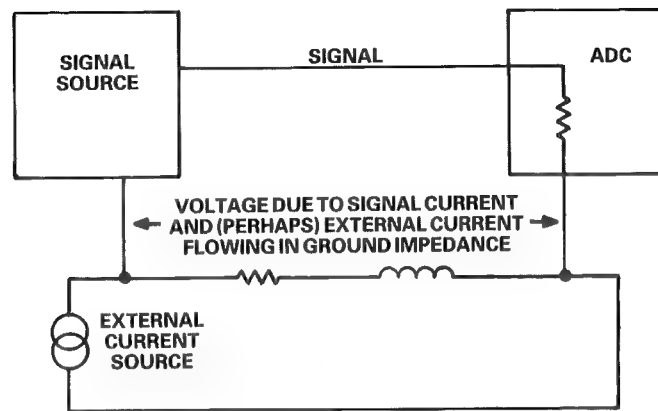 SIGNAL
SOURCE
SIGNAL
ADC
VOLTAGE DUE TO SIGNAL CURRENT
AND (PERHAPS) EXTERNAL CURRENT
FLOWING IN GROUND IMPEDANCE
EXTERNAL
CURRENT
SOURCE